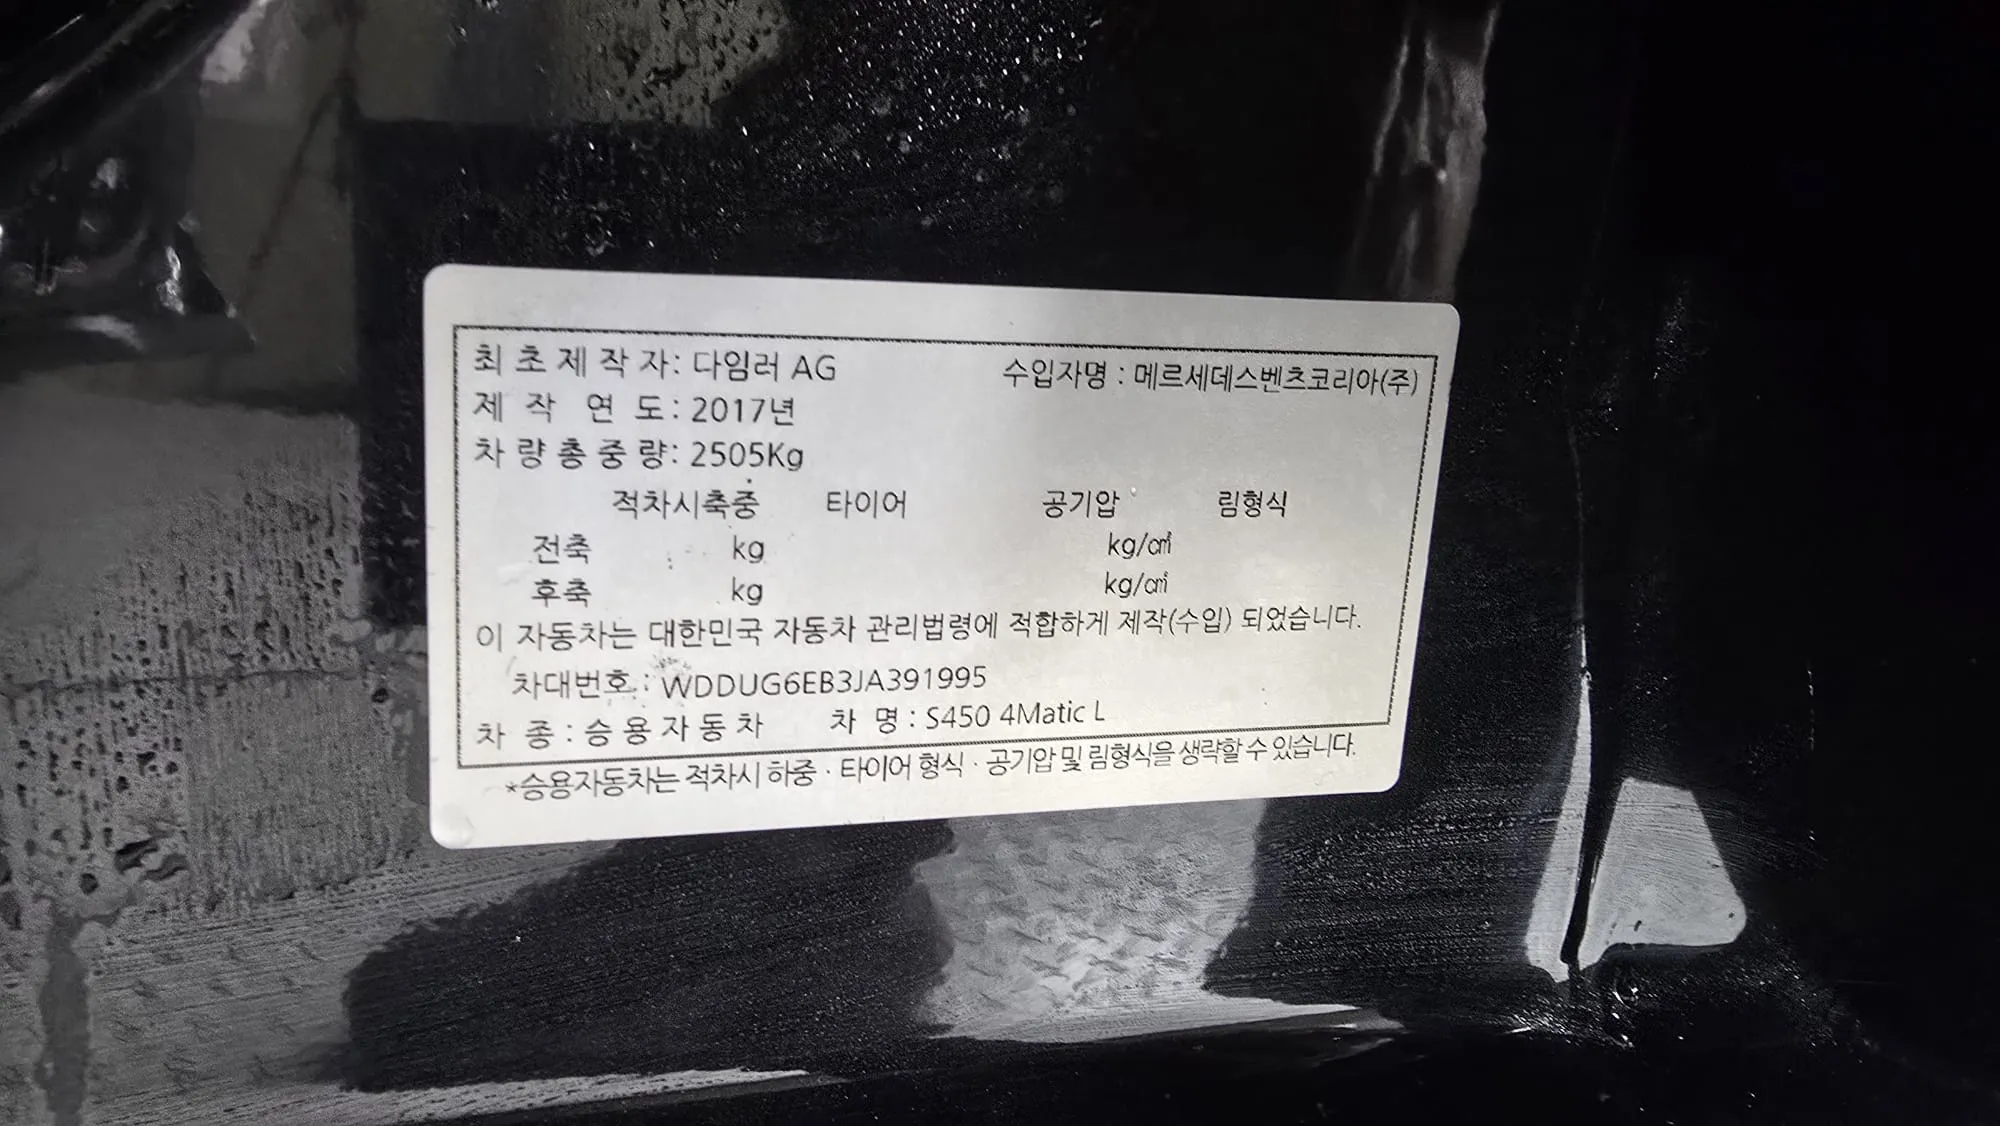 최초제작자: 다임러 AG 수입자명 : 메르세데스벤츠코리아(주)
제 작 연 도: 2017년
차량총중량: 2505Kg
적차시축중 타이어 공기압 림형식
전축 kg kg/㎠
후축 kg kg/㎠
이 자동차는 대한민국 자동차 관리법령에 적합하게 제작(수입) 되었습니다.
차대번호 : WDDUG6EB3JA391995
차 종 : 승용자동차 차 명 : S450 4Matic L
*승용자동차는 적차시 하중 · 타이어 형식 · 공기압 및 림형식을 생략할 수 있습니다.